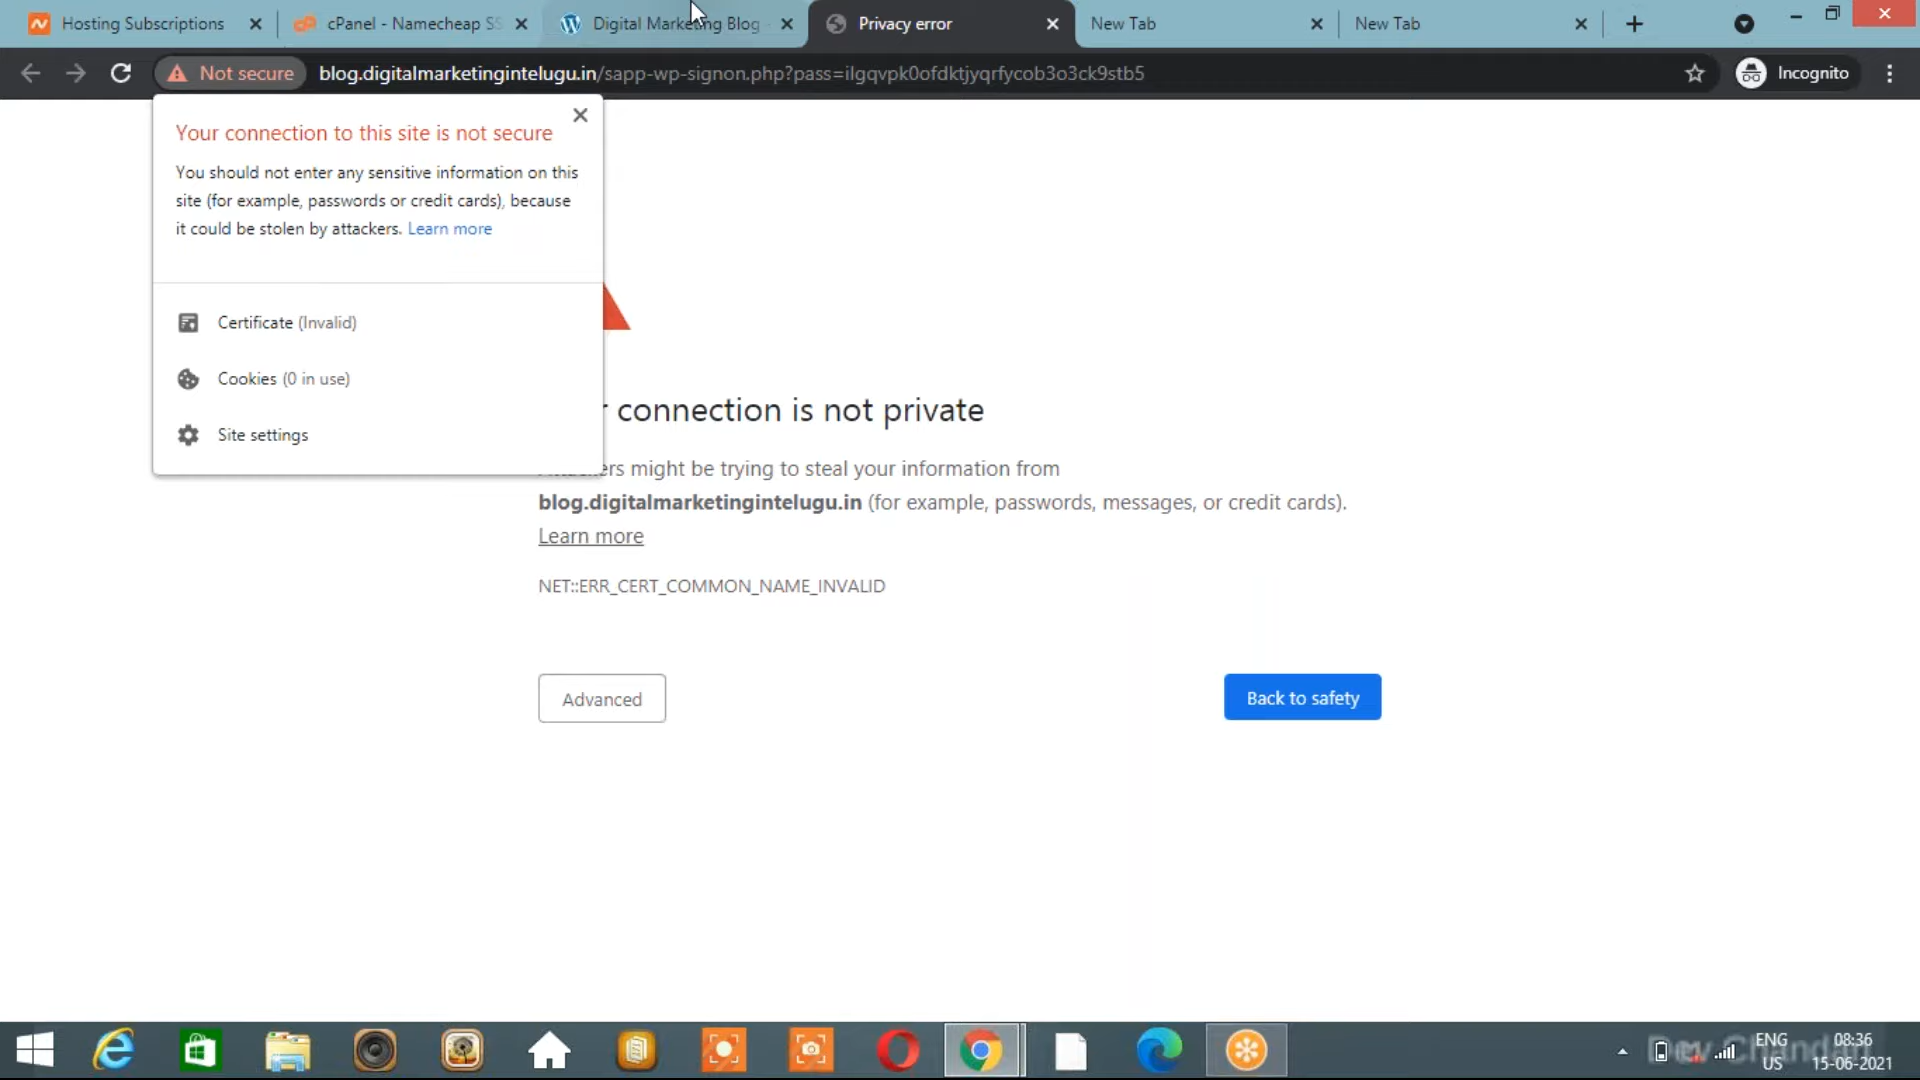 Hosting Subscriptions
cPanel - Namecheap SS
Digital Marketing Blog
Privacy error
New Tab
New Tab
Not secure
blog.digitalmarketingintelugu.in/sapp-wp-signon.php?pass=ilgqvpk0ofdktjyqrfycob3o3ck9stb5
Incognito
Your connection to this site is not secure
You should not enter any sensitive information on this
site (for example, passwords or credit cards), because
it could be stolen by attackers. Learn more
Certificate (Invalid)
Cookies (0 in use)
Site settings
connection is not private
might be trying to steal your information from
blog.digitalmarketingintelugu.in (for example, passwords, messages, or credit cards).
Learn more
NET::ERR_CERT_COMMON_NAME_INVALID
Advanced
Back to safety
ENG
US
08:36
15-06-2021